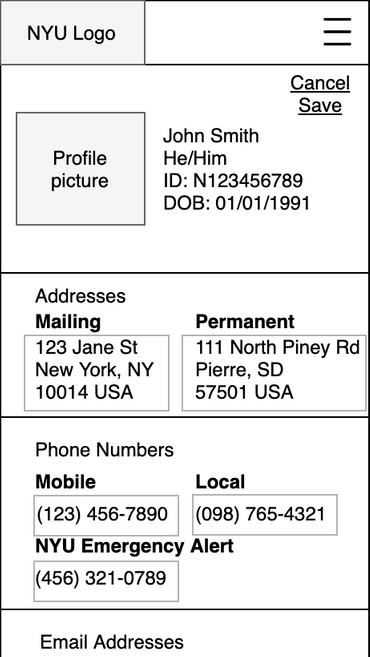 NYU Logo
Cancel
Save
Profile
picture
John Smith
He/Him
ID: N123456789
DOB: 01/01/1991
Addresses
Mailing
123 Jane St
New York, NY
10014 USA
Permanent
111 North Piney Rd
Pierre, SD
57501 USA
Phone Numbers
Mobile
(123) 456-7890
Local
(098) 765-4321
NYU Emergency Alert
(456) 321-0789
Email Addresses